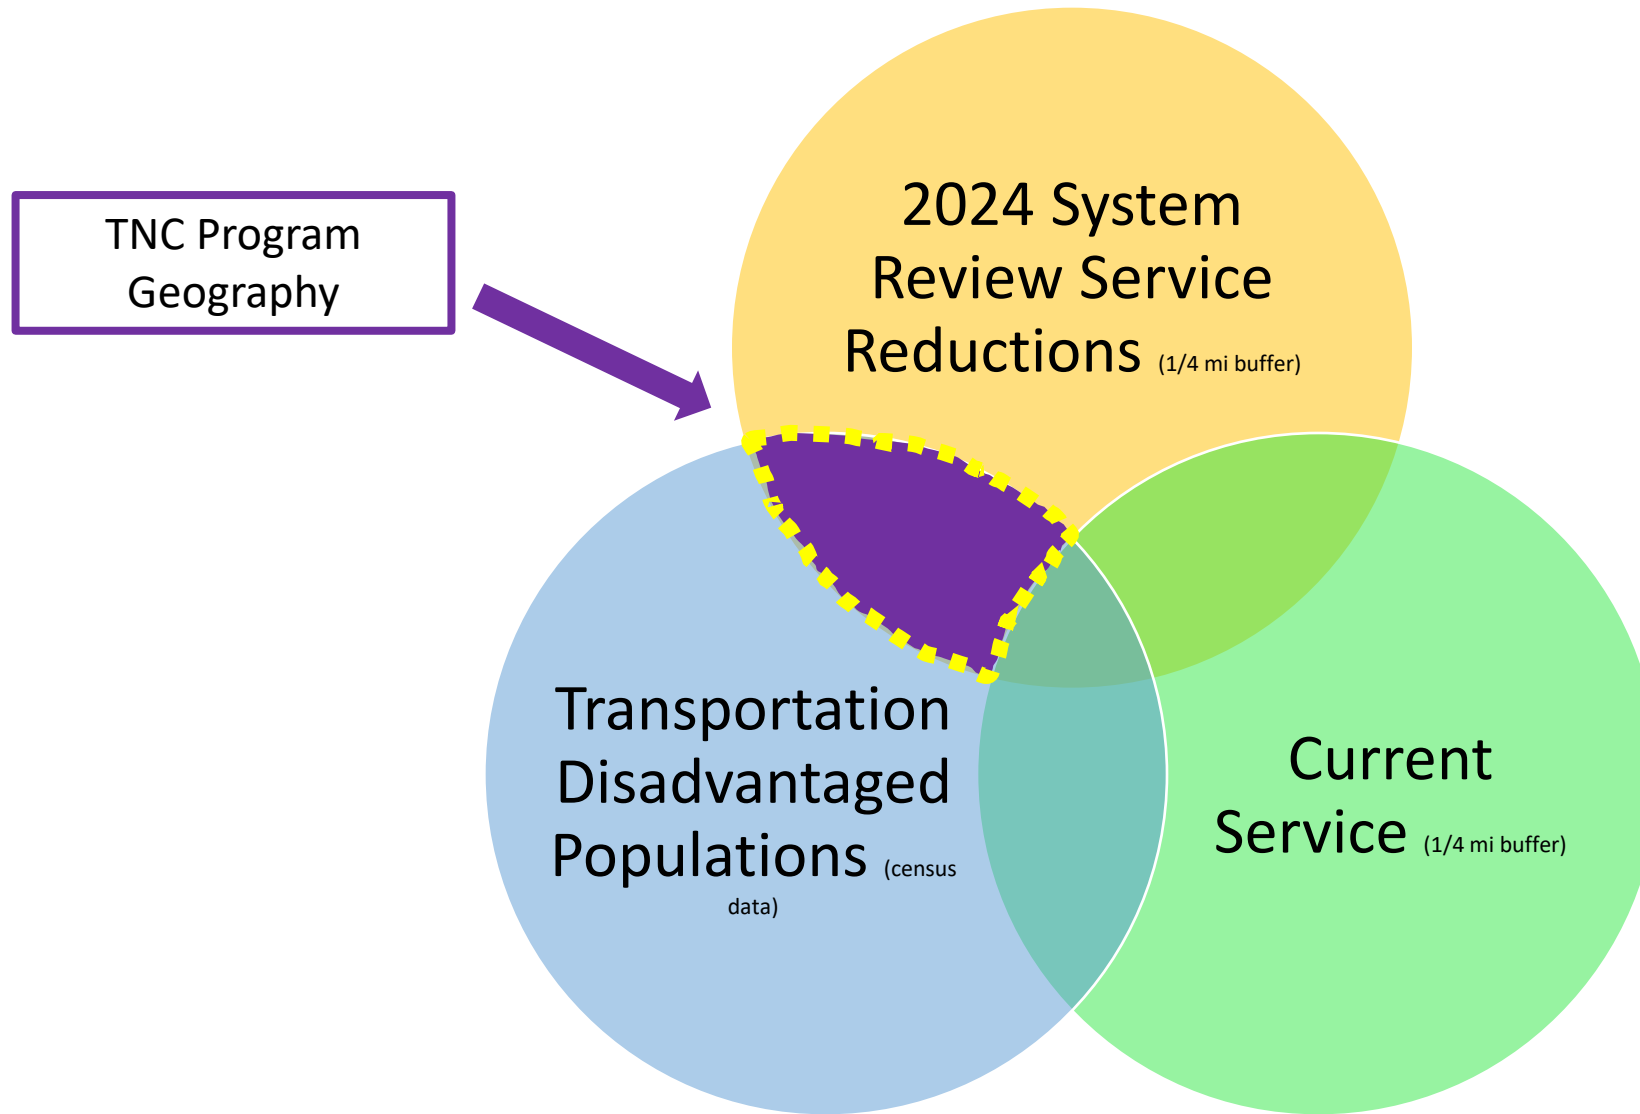 TNC Program
Geography
2024 System
Review Service
Reductions (1/4 mi buffer)
Transportation
Disadvantaged
Populations (census
data)
Current
Service (1/4 mi buffer)